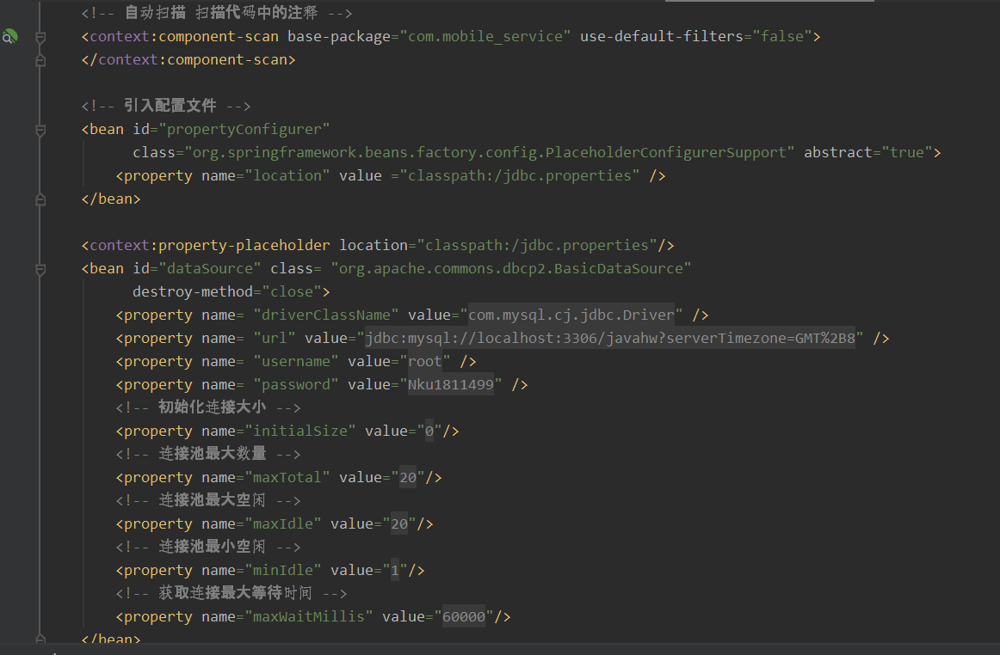 <!-- 自动扫描 扫描代码中的注释 -->
<context:component-scan base-package="com.mobile_service" use-default-filters="false">
</context:component-scan>
<!-- 引入配置文件 -->
<bean id="propertyConfigurer"
class="org.springframework.beans.factory.config.PlaceholderConfigurerSupport" abstract="true">
<property name="location" value ="classpath:/jdbc.properties" />
</bean>
<context:property-placeholder location="classpath:/jdbc.properties"/>
<bean id="dataSource" class= "org.apache.commons.dbcp2.BasicDataSource"
destroy-method="close">
<property name= "driverClassName" value="com.mysql.cj.jdbc.Driver" />
<property name= "url" value="jdbc:mysql://localhost:3306/javahw?serverTimezone=GMT%2B8" />
<property name= "username" value="root" />
<property name= "password" value="Nku1811499" />
<!-- 初始化连接大小 -->
<property name="initialSize" value="0"/>
<!-- 连接池最大数量 -->
<property name="maxTotal" value="20"/>
<!-- 连接池最大空闲 -->
<property name="maxIdle" value="20"/>
<!-- 连接池最小空闲 -->
<property name="minIdle" value="1"/>
<!-- 获取连接最大等待时间 -->
<property name="maxWaitMillis" value="60000"/>
</bean>